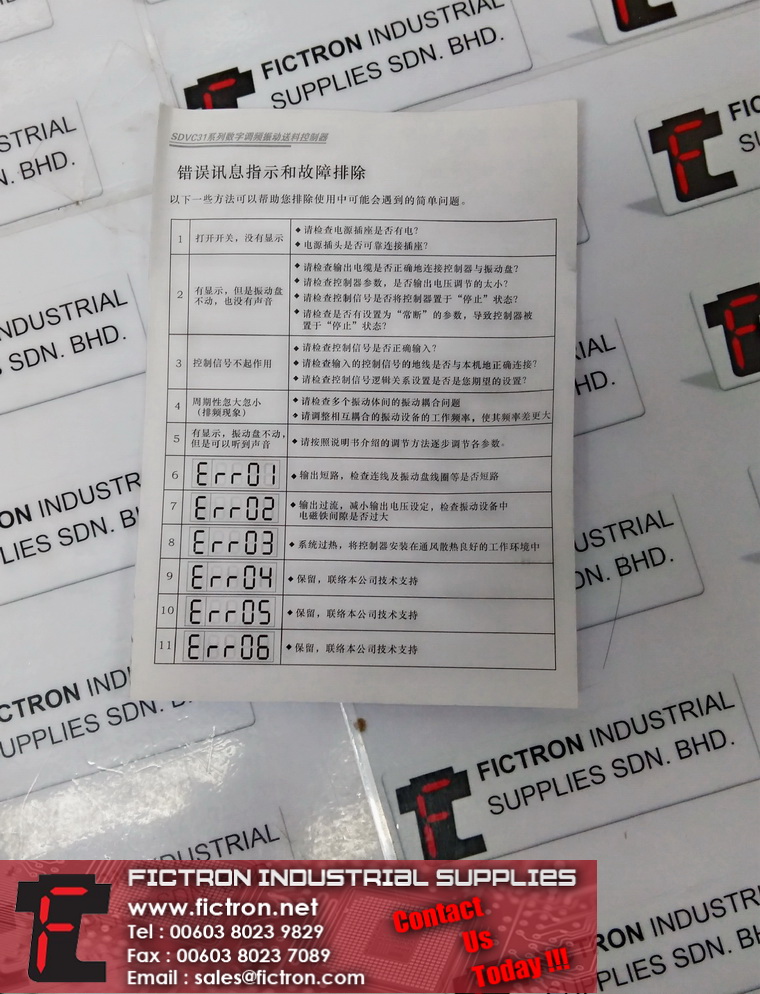 FICTRON INDUSTRIAL
SUPPLIES SDN. BHD.
TRIAL
BHD.
FICTRON
SU
NDUSTRIAL
SDN. BHD.
SDVC31系列数字调频振动送料控制器
错误讯息指示和故障排除
以下一些方法可以帮助您排除使用中可能会遇到的简单问题。
1 打开开关，没有显示 ◆请检查电源插座是否有电？
◆电源插头是否可靠连接插座？
2 有显示，但是振动盘
不动，也没有声音
◆请检查输出电缆是否正确地连接控制器与振动盘？
◆请检查控制器参数，是否输出电压调节的太小？
◆请检查控制信号是否将控制器置于“停止”状态？
◆请检查是否有设置为“常断”的参数，导致控制器被
置于“停止”状态？
3 控制信号不起作用
◆请检查控制信号是否正确输入？
◆请检查输入的控制信号的地线是否与本机地正确连接？
◆请检查控制信号逻辑关系设置是否是您期望的设置？
4 周期性忽大忽小
（排频现象）
◆请检查多个振动体间的振动耦合问题
◆请调整相互耦合的振动设备的工作频率，使其频率差更大
5 有显示，振动盘不动，
但是可以听到声音
◆请按照说明书介绍的调节方法逐步调节各参数。
6 Err01 ◆输出短路，检查连线及振动盘线圈等是否短路
7 Err02 ◆输出过流，减小输出电压设定，检查振动设备中
电磁铁间隙是否过大
8 Err03 ◆系统过热，将控制器安装在通风散热良好的工作环境中
9 Err04 ◆保留，联络本公司技术支持
10 Err05 ◆保留，联络本公司技术支持
11 Err06 ◆保留，联络本公司技术支持
RIAL
BHD.
ON INDUSTRIAL
LIES SDN. B
USTRIAL
DN. BHD.
CTRON IND
UPPLIES SDN.
FICTRON INDUSTRIAL
SUPPLIES SDN. BHD.
INDUSTRIAL
RON INDUSTRIA
PLIES SDN. BHD
FICTRON INDUSTRIAL SUPPLIES
www.fictron.net
Tel : 00603 8023 9829
Fax : 00603 8023 7089
Email : sales@fictron.com
Contact
Us
Today !!!